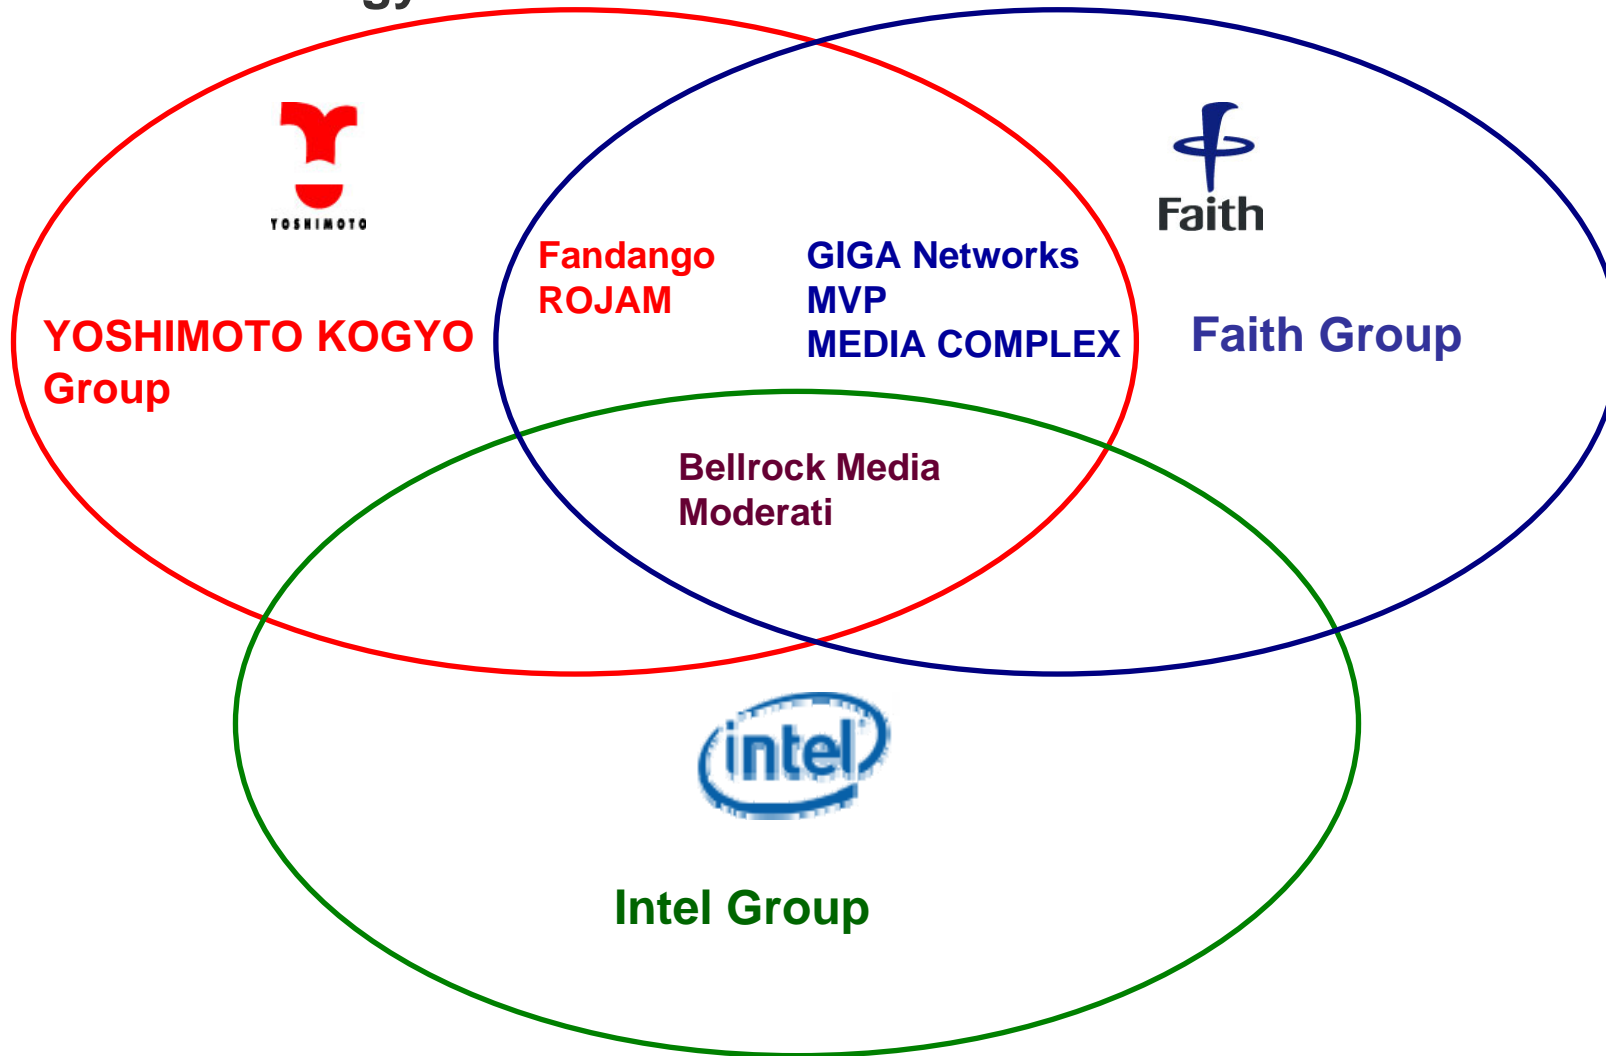 YOSHIMOTO
Faith
Fandango
ROJAM
GIGA Networks
MVP
MEDIA COMPLEX
YOSHIMOTO KOGYO
Group
Faith Group
Bellrock Media
Moderati
intel
Intel Group